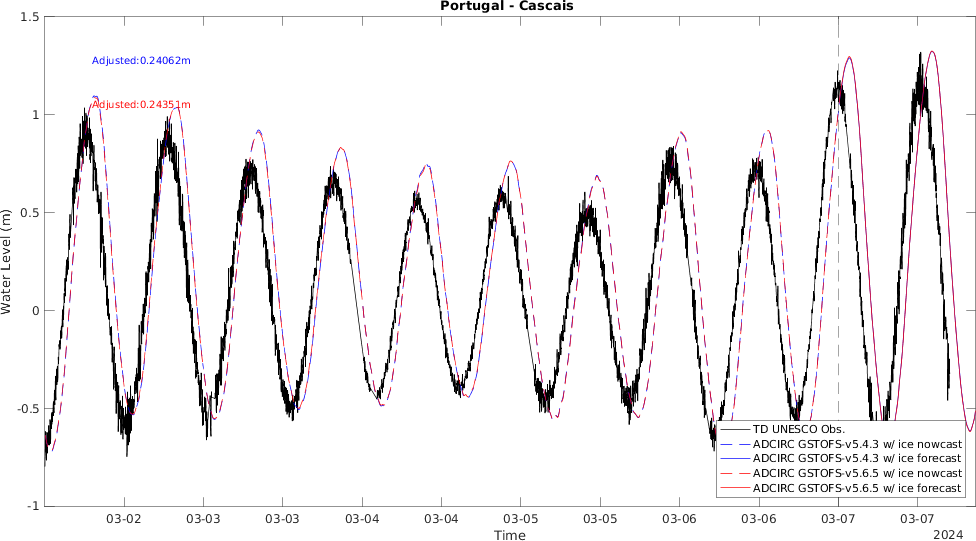 Portugal - Cascais
1.5
Adjusted:0.24062m
Adjusted:0.24351m
1
0.5
0
-0.5
-1
Water Level (m)
TD UNESCO Obs.
ADCIRC GSTOFS-v5.4.3 w/ ice nowcast
ADCIRC GSTOFS-v5.4.3 w/ ice forecast
ADCIRC GSTOFS-v5.6.5 w/ ice nowcast
ADCIRC GSTOFS-v5.6.5 w/ ice forecast
03-02 03-03 03-03 03-04 03-04 03-05 03-05 03-06 03-06 03-07 03-07
Time
2024